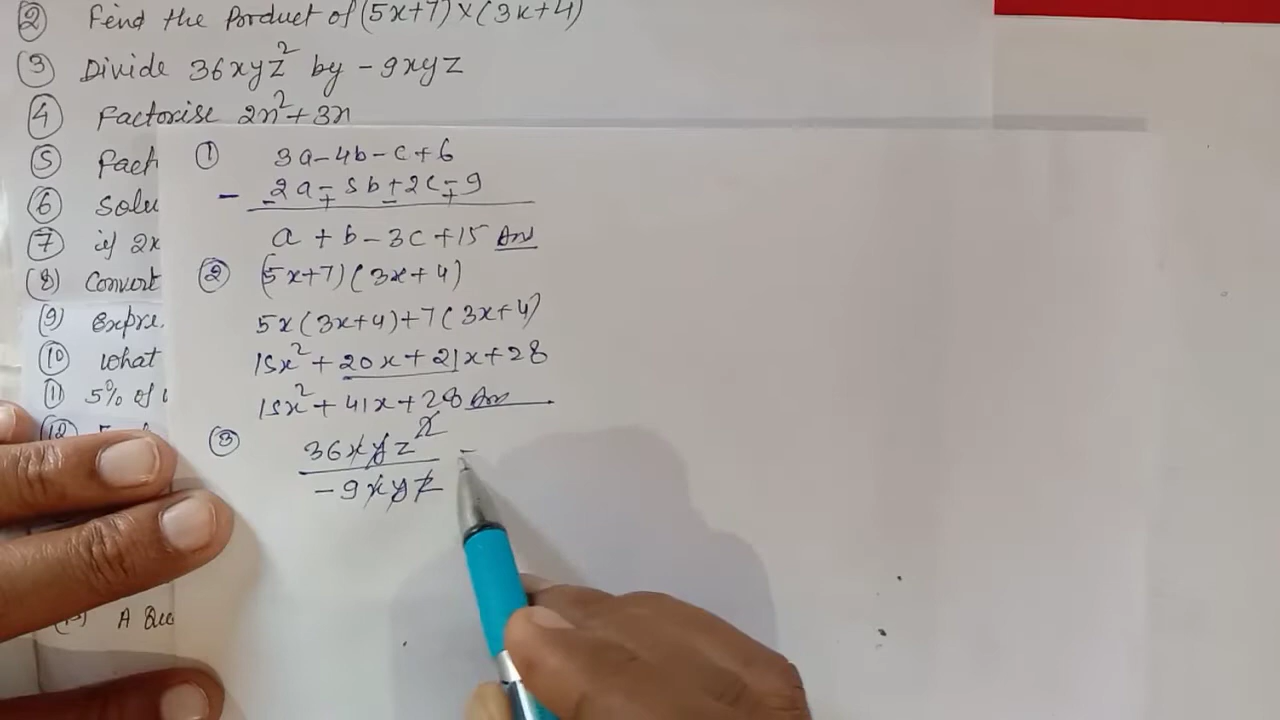 ② Find the Porduct of (5x+7) × (3x+4)
③ Divide 36xyz² by - 9xyz
④ Factorise 2x²+3x
⑤ Fact
⑥ Solu
⑦ if 2x
(8) Convert
(9) Expre
⑩ what
⑪ 5% of
⑫
A Que
① 3a-4b-c+6
- 2a-5b+2c-9
- + - +
a+b-3c+15 Ans
② (5x+7)(3x+4)
5x(3x+4)+7(3x+4)
15x²+20x+21x+28
15x²+41x+28 Ans
③ 36xyz²
-9xyz